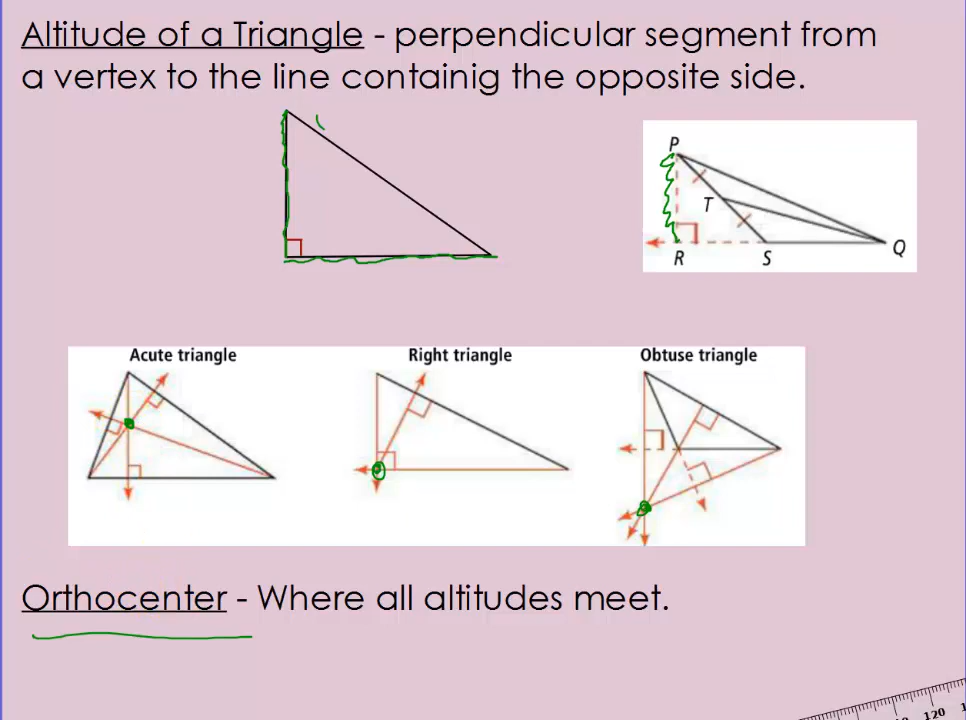 Altitude of a Triangle - perpendicular segment from
a vertex to the line containig the opposite side.
P
T
R
S
Q
Acute triangle
Right triangle
Obtuse triangle
Orthocenter - Where all altitudes meet.
120